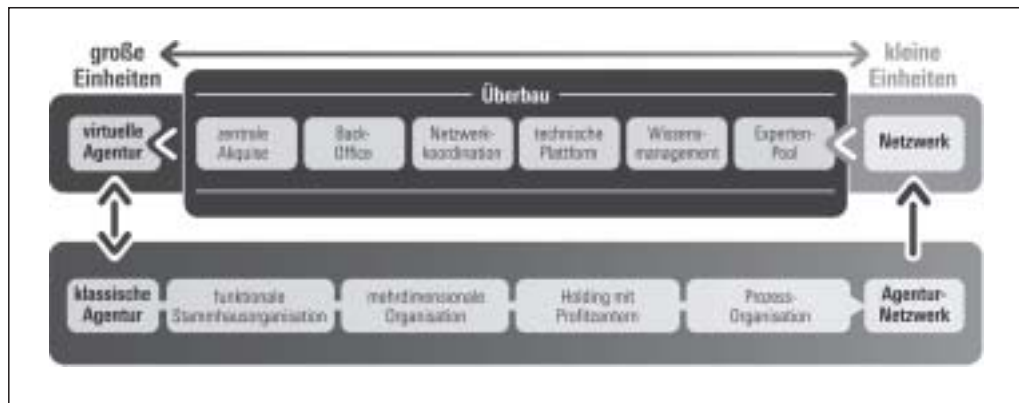 große
Einheiten
kleine
Einheiten
Überbau
virtuelle
Agentur
zentrale
Akquise
Back-
Office
Netzwerk-
koordination
technische
Plattform
Wissens-
management
Experten-
Pool
Netzwerk
klassische
Agentur
funktionale
Stammhausorganisation
mehrdimensionale
Organisation
Holding mit
Profitzentern
Prozess-
Organisation
Agentur-
Netzwerk